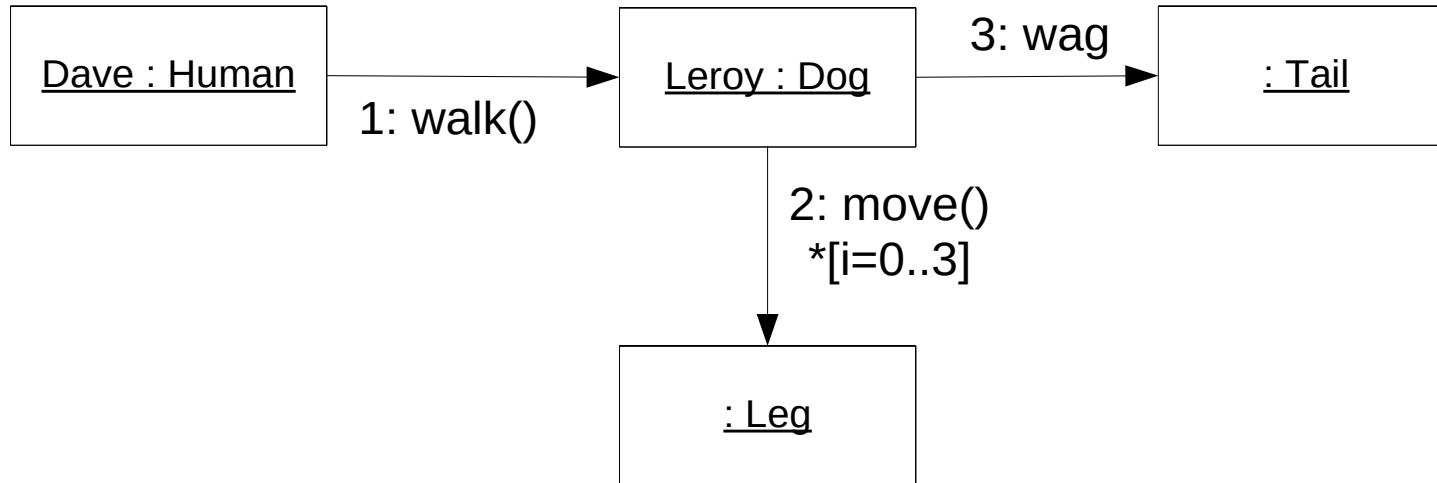 Dave : Human
1: walk()
Leroy : Dog
3: wag
: Tail
2: move()
*[i=0..3]
: Leg